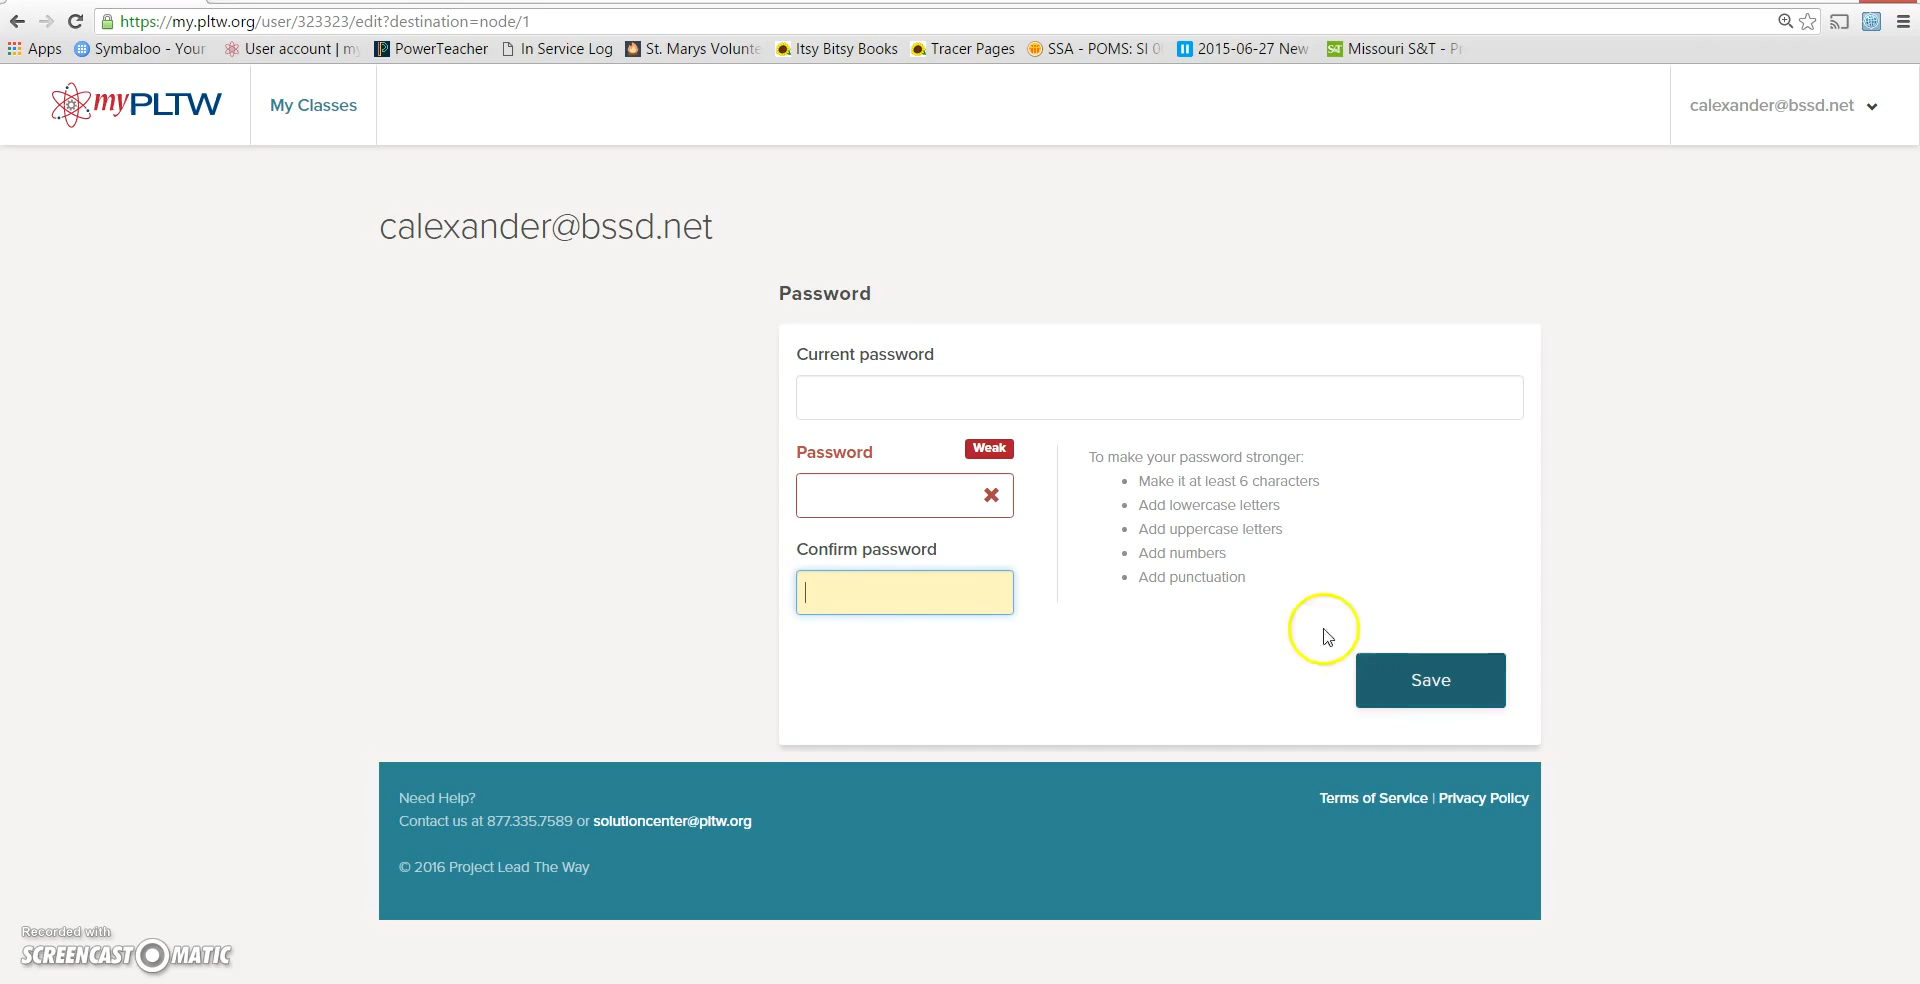 https://my.pltw.org/user/323323/edit?destination=node/1
Apps Symbaloo - Your User account | my PowerTeacher In Service Log St. Marys Volunte Itsy Bitsy Books Tracer Pages SSA - POMS: SI 0 2015-06-27 New Missouri S&T - Pr
myPLTW My Classes calexander@bssd.net
calexander@bssd.net
Password
Current password
Password Weak
To make your password stronger:
Make it at least 6 characters
Add lowercase letters
Add uppercase letters
Add numbers
Add punctuation
Confirm password
Save
Need Help?
Contact us at 877.335.7589 or solutioncenter@pltw.org
Terms of Service | Privacy Policy
© 2016 Project Lead The Way
Recorded with
SCREENCAST MATIC